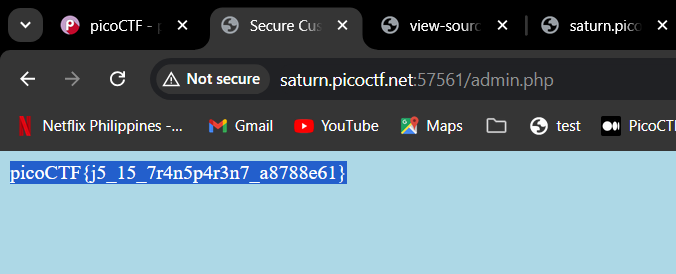 picoCTF - p
Secure Cus
view-sourc
saturn.pico
Not secure
saturn.picoctf.net:57561/admin.php
Netflix Philippines -...
Gmail
YouTube
Maps
test
PicoCTF
picoCTF{j5_15_7r4n5p4r3n7_a8788e61}